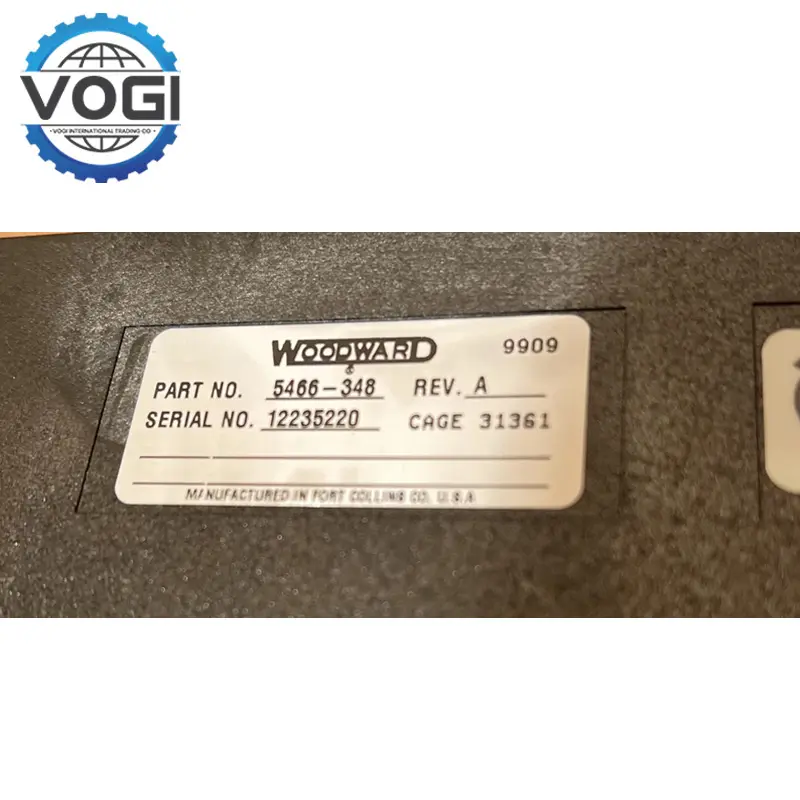 VOGI
• VOGI INTERNATIONAL TRADING CO •
WOODWARD 9909
®
PART NO. 5466-348 REV. A
SERIAL NO. 12235220 CAGE 31361
MANUFACTURED IN FORT COLLINS CO. U.S.A